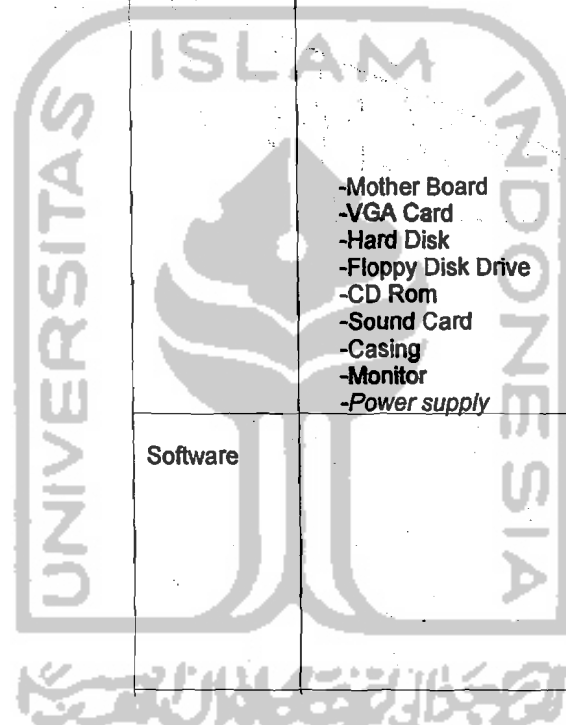 ISLAM
UNIVERSITAS
INDONESIA
-Mother Board
-VGA Card
-Hard Disk
-Floppy Disk Drive
-CD Rom
-Sound Card
-Casing
-Monitor
-Power supply
Software